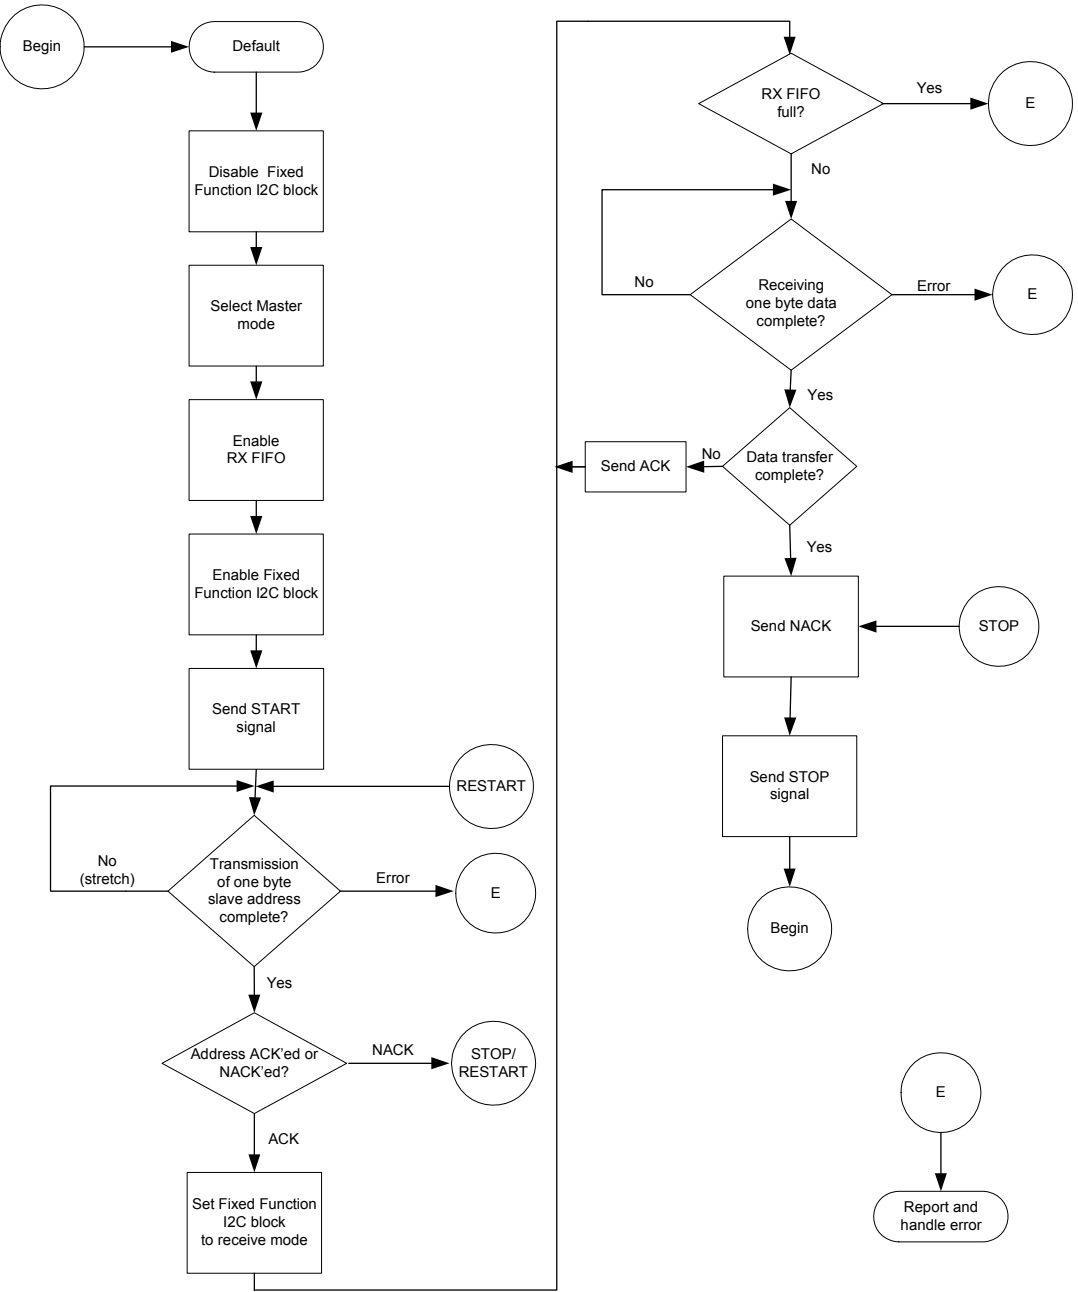 Begin
Default
Disable Fixed
Function I2C block
Select Master
mode
Enable
RX FIFO
Enable Fixed
Function I2C block
Send START
signal
RESTART
No
(stretch)
Transmission
of one byte
slave address
complete?
Error
E
Yes
Address ACK'ed or
NACK'ed?
NACK
STOP/
RESTART
ACK
Set Fixed Function
I2C block
to receive mode
RX FIFO
full?
Yes
E
No
No
Receiving
one byte data
complete?
Error
E
Yes
Data transfer
complete?
No
Send ACK
Yes
Send NACK
STOP
Send STOP
signal
Begin
E
Report and
handle error